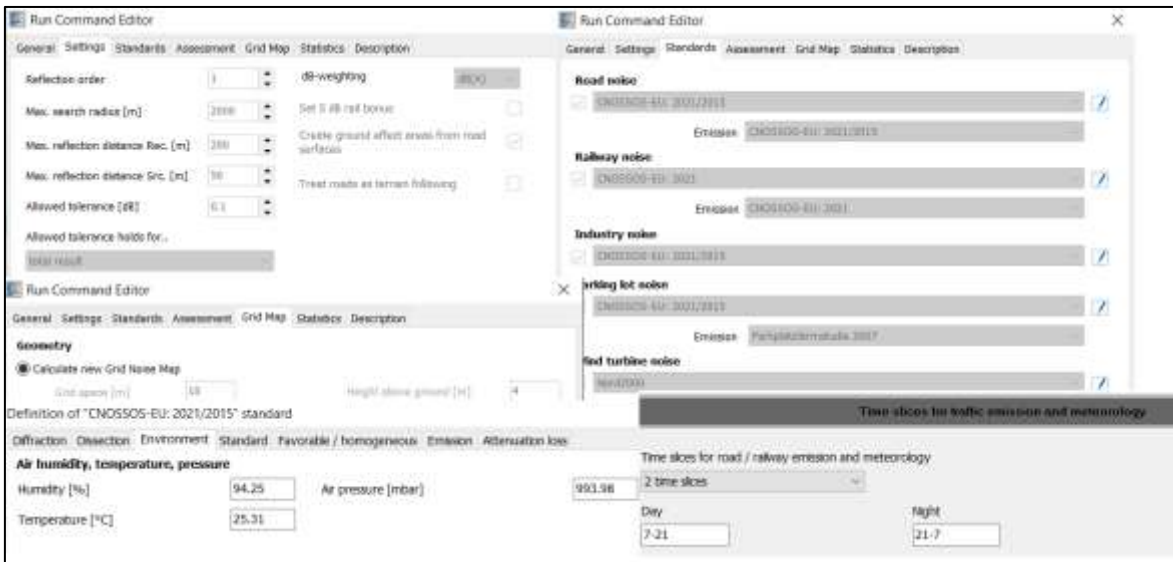 Run Command Editor
General Settings Standards Assessment Grid Map Statistics Description
Reflection order
dB-weighting
dB(A)
Max. search radius [m]
2000
Set 5 dB rail bonus
Max. reflection distance Rec. [m]
200
Create ground effect areas from road surfaces
Max. reflection distance Src. [m]
50
Treat roads as terrain following
Allowed tolerance [dB]
0.1
Allowed tolerance holds for...
total result
Run Command Editor
General Settings Standards Assessment Grid Map Statistics Description
Road noise
CNOSSOS-EU: 2021/2015
Emission CNOSSOS-EU: 2021/2015
Railway noise
CNOSSOS-EU: 2021
Emission CNOSSOS-EU: 2021
Industry noise
CNOSSOS-EU: 2021/2015
arking lot noise
CNOSSOS-EU: 2021/2015
Emission Parkplatzlärmstudie 2007
ind turbine noise
Nord2000
Run Command Editor
General Settings Standards Assessment Grid Map Statistics Description
Geometry
Calculate new Grid Noise Map
Grid space [m]
Height above ground [m]
4
Definition of "CNOSSOS-EU: 2021/2015" standard
Diffraction Dissection Environment Standard Favorable / homogeneous Emission Attenuation loss
Air humidity, temperature, pressure
Humidity [%]
94.25
Air pressure [mbar]
993.98
Temperature [°C]
25.31
Time slices for traffic emission and meteorology
Time slices for road / railway emission and meteorology
2 time slices
Day
Night
7-21
21-7